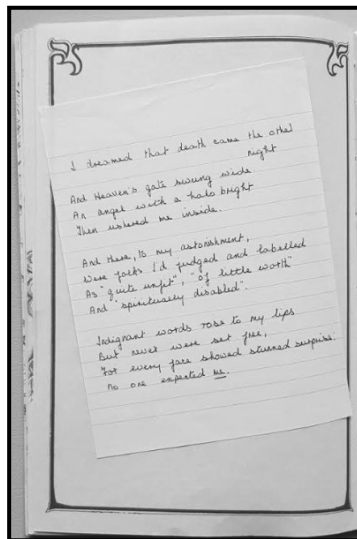 I dreamed that death came the other
night
And Heaven's gate swung wide
An angel with a halo bright
Then ushered me inside.
And there, to my astonishment,
Were folks I'd judged and labelled
As "quite unfit", "of little worth"
And "spiritually disabled".
Indignant words rose to my lips
But never were set free,
For every face showed stunned surprise
No one expected me.